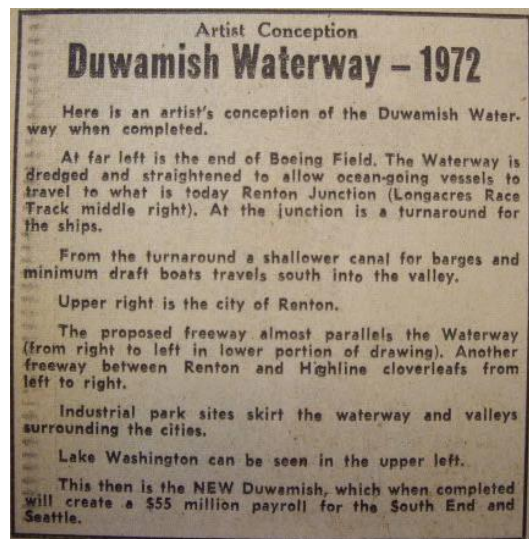 Artist Conception
Duwamish Waterway – 1972
Here is an artist's conception of the Duwamish Water-
way when completed.
At far left is the end of Boeing Field. The Waterway is
dredged and straightened to allow ocean-going vessels to
travel to what is today Renton Junction (Longacres Race
Track middle right). At the junction is a turnaround for
the ships.
From the turnaround a shallower canal for barges and
minimum draft boats travels south into the valley.
Upper right is the city of Renton.
The proposed freeway almost parallels the Waterway
(from right to left in lower portion of drawing). Another
freeway between Renton and Highline cloverleafs from
left to right.
Industrial park sites skirt the waterway and valleys
surrounding the cities.
Lake Washington can be seen in the upper left.
This then is the NEW Duwamish, which when completed
will create a $55 million payroll for the South End and
Seattle.